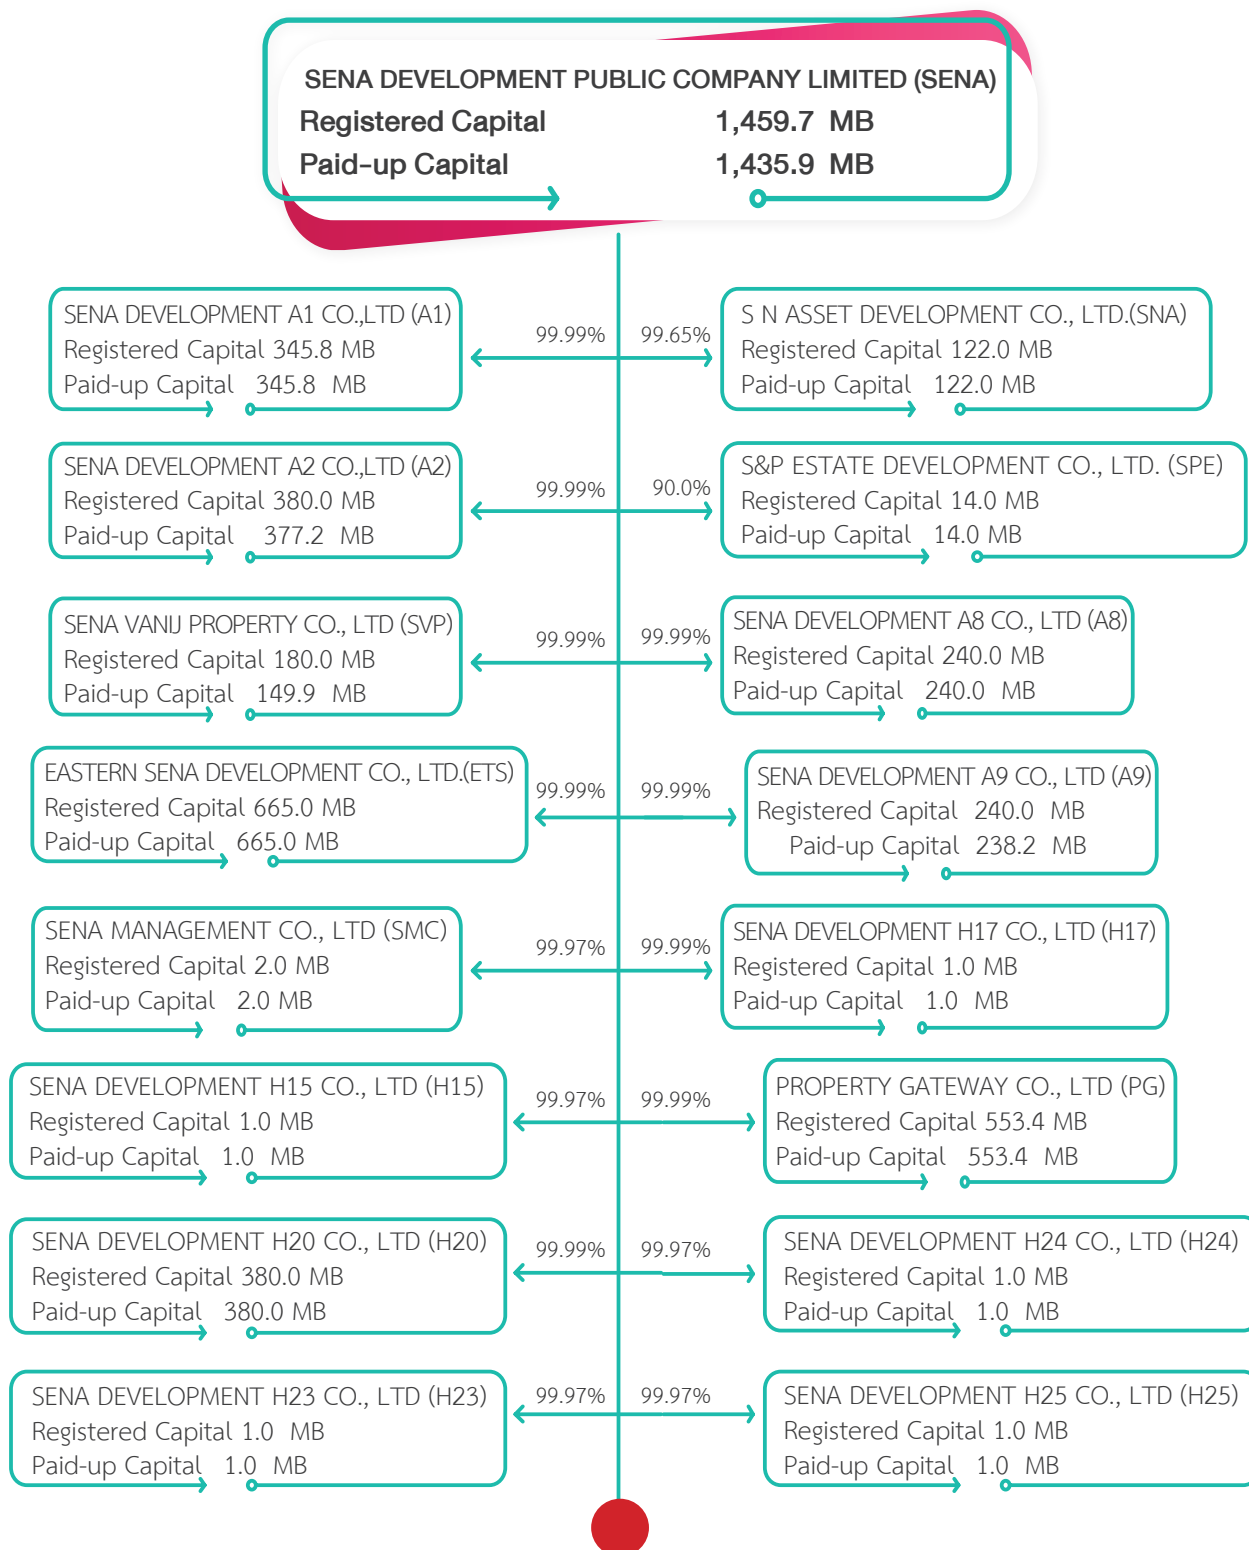 SENA DEVELOPMENT PUBLIC COMPANY LIMITED (SENA)
Registered Capital 1,459.7 MB
Paid-up Capital 1,435.9 MB
SENA DEVELOPMENT A1 CO.,LTD (A1)
Registered Capital 345.8 MB
Paid-up Capital 345.8 MB
99.99% 99.65%
S N ASSET DEVELOPMENT CO., LTD.(SNA)
Registered Capital 122.0 MB
Paid-up Capital 122.0 MB
SENA DEVELOPMENT A2 CO.,LTD (A2)
Registered Capital 380.0 MB
Paid-up Capital 377.2 MB
99.99% 90.0%
S&P ESTATE DEVELOPMENT CO., LTD. (SPE)
Registered Capital 14.0 MB
Paid-up Capital 14.0 MB
SENA VANIJ PROPERTY CO., LTD (SVP)
Registered Capital 180.0 MB
Paid-up Capital 149.9 MB
99.99% 99.99%
SENA DEVELOPMENT A8 CO., LTD (A8)
Registered Capital 240.0 MB
Paid-up Capital 240.0 MB
EASTERN SENA DEVELOPMENT CO., LTD.(ETS)
Registered Capital 665.0 MB
Paid-up Capital 665.0 MB
99.99% 99.99%
SENA DEVELOPMENT A9 CO., LTD (A9)
Registered Capital 240.0 MB
Paid-up Capital 238.2 MB
SENA MANAGEMENT CO., LTD (SMC)
Registered Capital 2.0 MB
Paid-up Capital 2.0 MB
99.97% 99.99%
SENA DEVELOPMENT H17 CO., LTD (H17)
Registered Capital 1.0 MB
Paid-up Capital 1.0 MB
SENA DEVELOPMENT H15 CO., LTD (H15)
Registered Capital 1.0 MB
Paid-up Capital 1.0 MB
99.97% 99.99%
PROPERTY GATEWAY CO., LTD (PG)
Registered Capital 553.4 MB
Paid-up Capital 553.4 MB
SENA DEVELOPMENT H20 CO., LTD (H20)
Registered Capital 380.0 MB
Paid-up Capital 380.0 MB
99.99% 99.97%
SENA DEVELOPMENT H24 CO., LTD (H24)
Registered Capital 1.0 MB
Paid-up Capital 1.0 MB
SENA DEVELOPMENT H23 CO., LTD (H23)
Registered Capital 1.0 MB
Paid-up Capital 1.0 MB
99.97% 99.97%
SENA DEVELOPMENT H25 CO., LTD (H25)
Registered Capital 1.0 MB
Paid-up Capital 1.0 MB